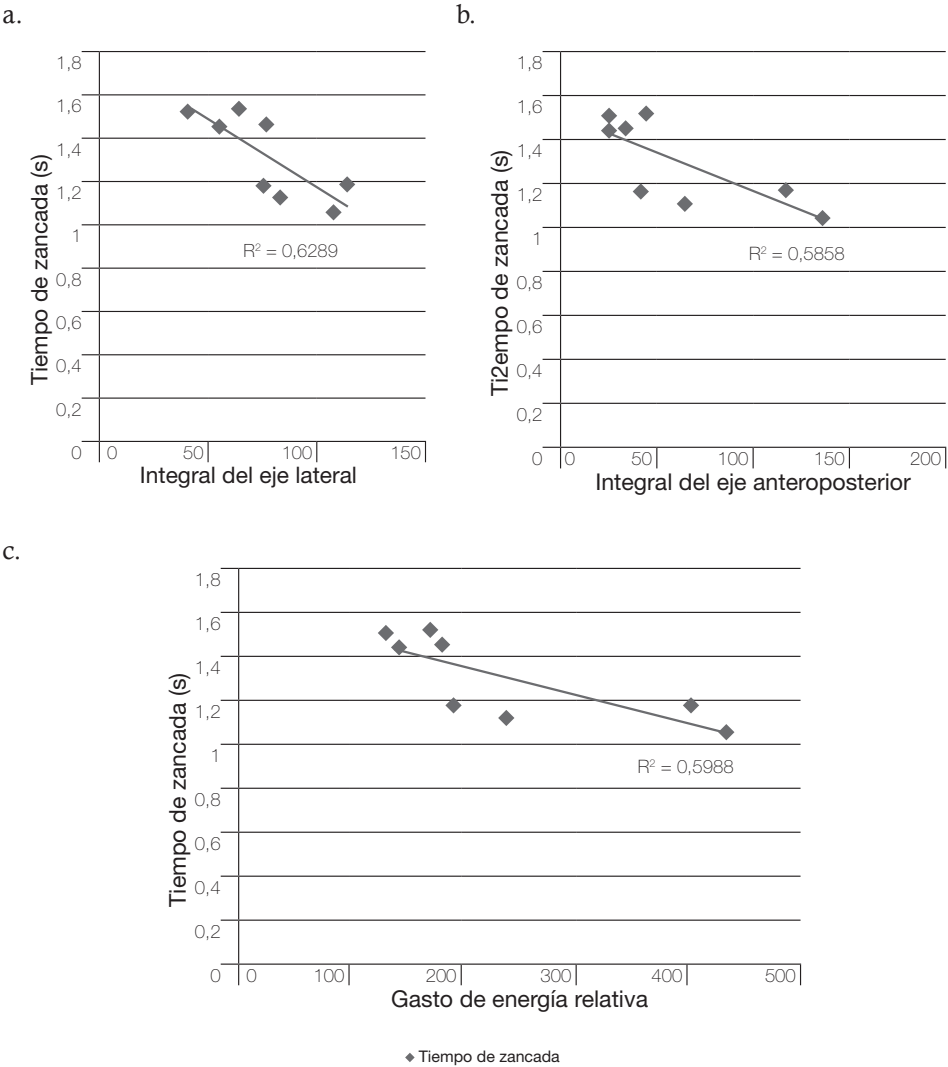 a.
1,8
1,6
1,4
1,2
1
0,8
0,6
0,4
0,2
0
0 50 100 150
Tiempo de zancada (s)
R² = 0,6289
Integral del eje lateral
b.
1,8
1,6
1,4
1,2
1
0,8
0,6
0,4
0,2
0
0 50 100 150 200
Ti2empo de zancada (s)
R² = 0,5858
Integral del eje anteroposterior
c.
1,8
1,6
1,4
1,2
1
0,8
0,6
0,4
0,2
0
0 100 200 300 400 500
Tiempo de zancada (s)
R² = 0,5988
Gasto de energía relativa
Tiempo de zancada